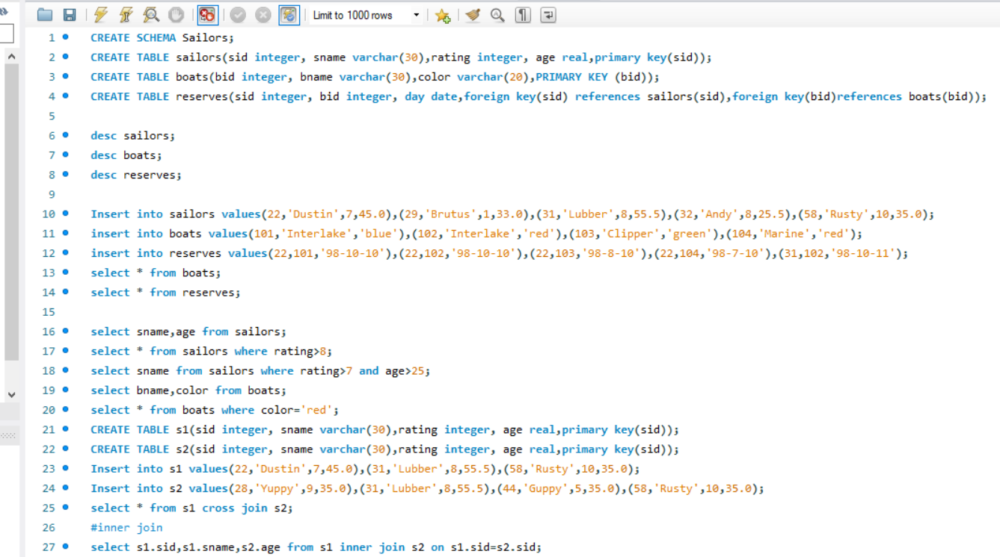 Limit to 1000 rows
1 CREATE SCHEMA Sailors;
2 CREATE TABLE sailors(sid integer, sname varchar(30),rating integer, age real,primary key(sid));
3 CREATE TABLE boats(bid integer, bname varchar(30),color varchar(20),PRIMARY KEY (bid));
4 CREATE TABLE reserves(sid integer, bid integer, day date,foreign key(sid) references sailors(sid),foreign key(bid)references boats(bid));
5
6 desc sailors;
7 desc boats;
8 desc reserves;
9
10 Insert into sailors values(22,'Dustin',7,45.0),(29,'Brutus',1,33.0),(31,'Lubber',8,55.5),(32,'Andy',8,25.5),(58,'Rusty',10,35.0);
11 insert into boats values(101,'Interlake','blue'),(102,'Interlake','red'),(103,'Clipper','green'),(104,'Marine','red');
12 insert into reserves values(22,101,'98-10-10'),(22,102,'98-10-10'),(22,103,'98-8-10'),(22,104,'98-7-10'),(31,102,'98-10-11');
13 select * from boats;
14 select * from reserves;
15
16 select sname,age from sailors;
17 select * from sailors where rating>8;
18 select sname from sailors where rating>7 and age>25;
19 select bname,color from boats;
20 select * from boats where color='red';
21 CREATE TABLE s1(sid integer, sname varchar(30),rating integer, age real,primary key(sid));
22 CREATE TABLE s2(sid integer, sname varchar(30),rating integer, age real,primary key(sid));
23 Insert into s1 values(22,'Dustin',7,45.0),(31,'Lubber',8,55.5),(58,'Rusty',10,35.0);
24 Insert into s2 values(28,'Yuppy',9,35.0),(31,'Lubber',8,55.5),(44,'Guppy',5,35.0),(58,'Rusty',10,35.0);
25 select * from s1 cross join s2;
26 #inner join
27 select s1.sid,s1.sname,s2.age from s1 inner join s2 on s1.sid=s2.sid;